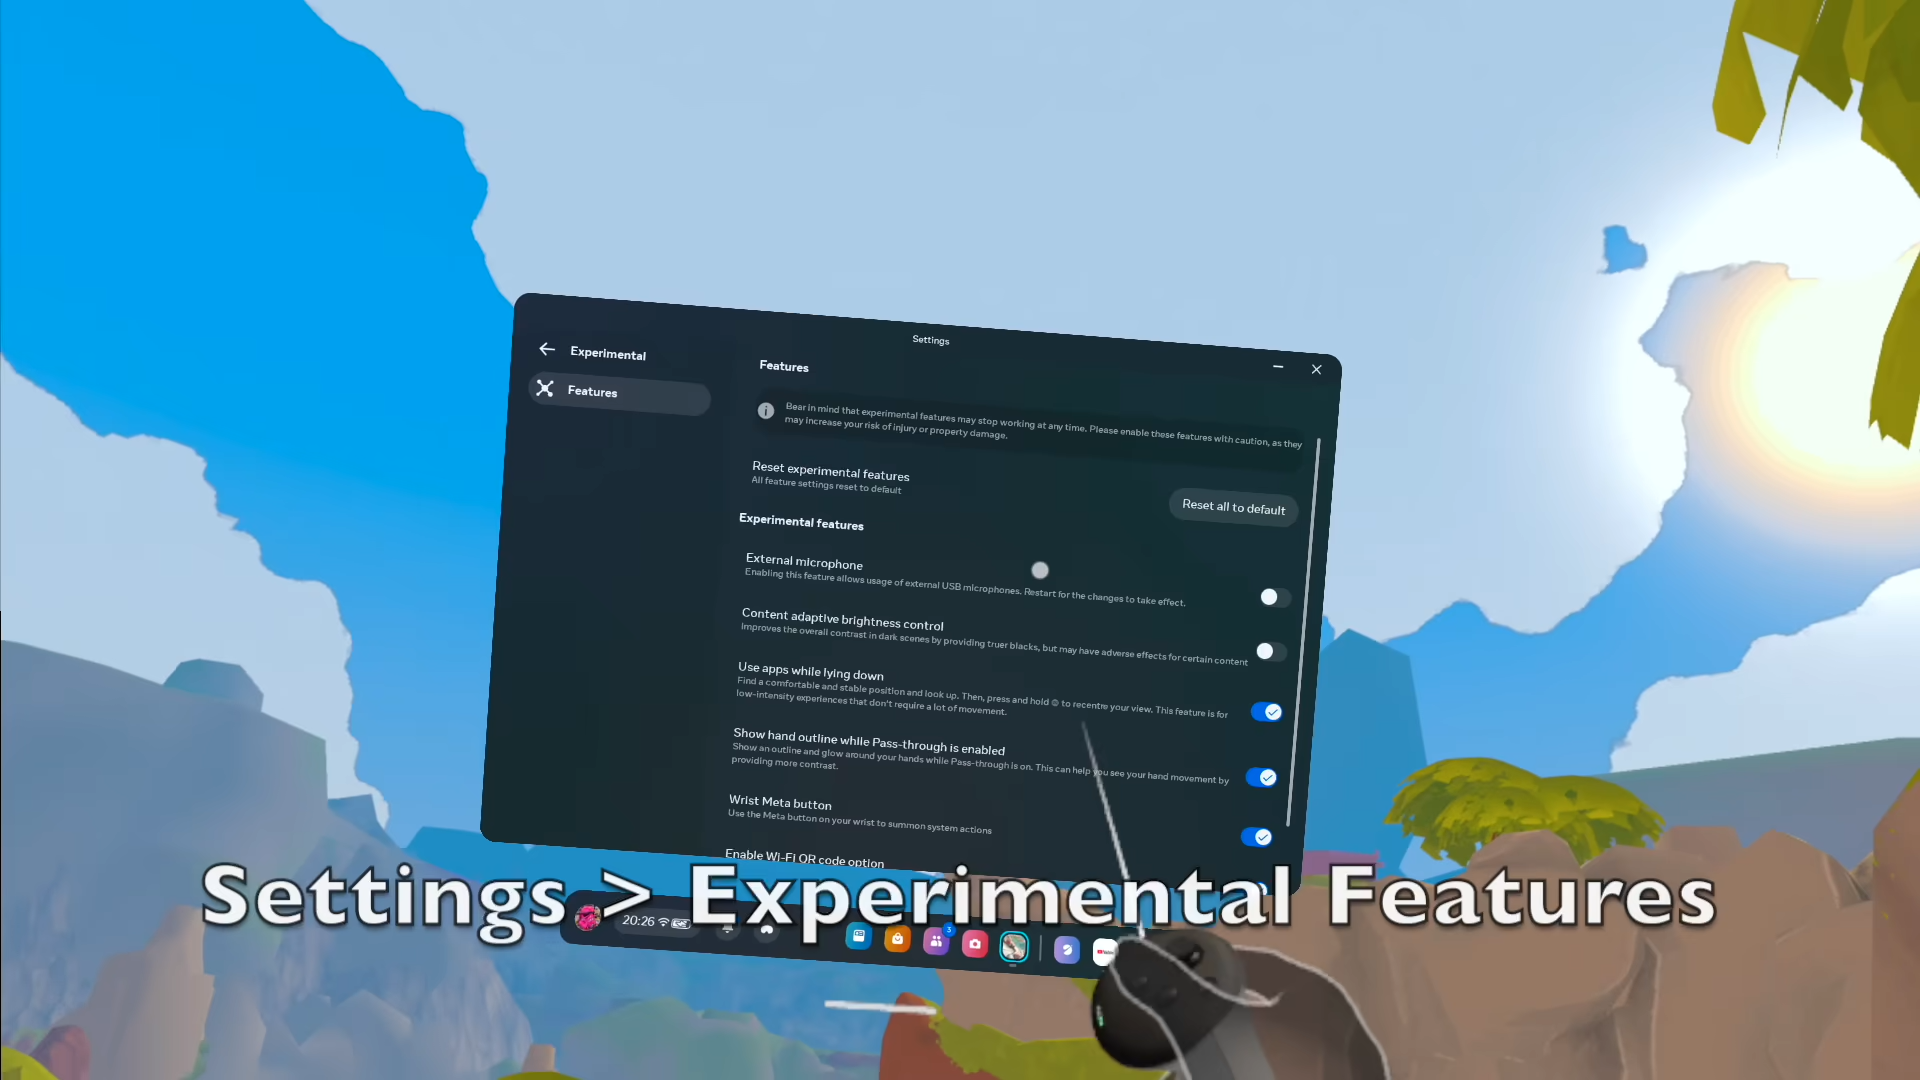 Settings
Experimental
Features
Features
Bear in mind that experimental features may stop working at any time. Please enable these features with caution, as they
may increase your risk of injury or property damage.
Reset experimental features
All feature settings reset to default
Reset all to default
Experimental features
External microphone
Enabling this feature allows usage of external USB microphones. Restart for the changes to take effect.
Content adaptive brightness control
Improves the overall contrast in dark scenes by providing truer blacks, but may have adverse effects for certain content
Use apps while lying down
Find a comfortable and stable position and look up. Then, press and hold to recentre your view. This feature is for
low-intensity experiences that don't require a lot of movement.
Show hand outline while Pass-through is enabled
Show an outline and glow around your hands while Pass-through is on. This can help you see your hand movement by
providing more contrast.
Wrist Meta button
Use the Meta button on your wrist to summon system actions
Enable Wi-Fi QR code option
Settings > Experimental Features
20:26
3